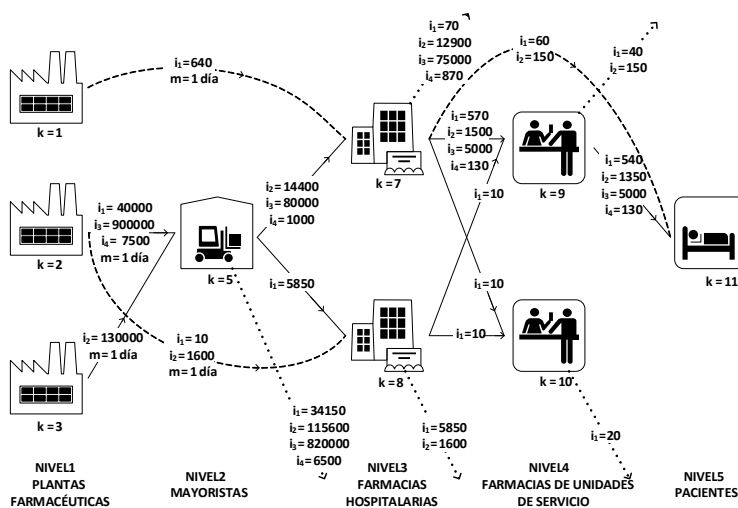 i₁=640
m= 1 día
k = 1
i₁= 40000
i₃= 900000
i₄= 7500
m= 1 día
k = 2
i₂= 130000
m= 1 día
k = 3
k = 5
i₁= 10
i₂= 1600
m= 1 día
i₂= 14400
i₃= 80000
i₄= 1000
i₁=5850
i₁= 34150
i₂= 115600
i₃= 820000
i₄= 6500
i₁=70
i₂= 12900
i₃= 75000
i₄= 870
k = 7
i₁=60
i₂= 150
i₁=570
i₂= 1500
i₃= 5000
i₄= 130
i₁=10
i₁=10
i₁=10
k = 8
i₁=5850
i₂= 1600
i₁=40
i₂= 150
k = 9
i₁=540
i₂= 1350
i₃= 5000
i₄= 130
k = 10
i₁=20
k = 11
NIVEL1
PLANTAS
FARMACÉUTICAS
NIVEL2
MAYORISTAS
NIVEL3
FARMACIAS
HOSPITALARIAS
NIVEL4
FARMACIAS DE UNIDADES
DE SERVICIO
NIVEL5
PACIENTES